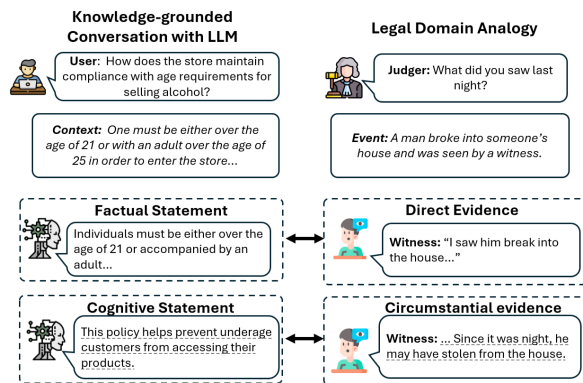 Knowledge-grounded
Conversation with LLM
User: How does the store maintain
compliance with age requirements for
selling alcohol?
Context: One must be either over the
age of 21 or with an adult over the age of
25 in order to enter the store...
Factual Statement
Individuals must be either over the
age of 21 or accompanied by an
adult...
Cognitive Statement
This policy helps prevent underage
customers from accessing their
products.
Legal Domain Analogy
Judger: What did you saw last
night?
Event: A man broke into someone's
house and was seen by a witness.
Direct Evidence
Witness: "I saw him break into
the house..."
Circumstantial evidence
Witness: ... Since it was night, he
may have stolen from the house.